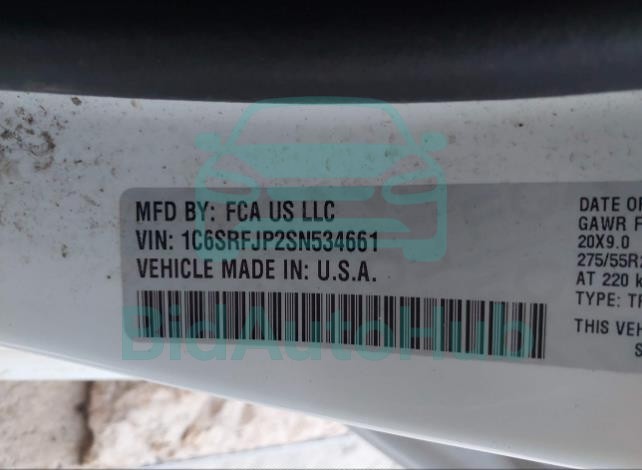 MFD BY: FCA US LLC
VIN: 1C6SRFJP2SN534661
VEHICLE MADE IN: U.S.A.
DATE OF
GAWR F
20X9.0
275/55R
AT 220
TYPE: TR
THIS VEH
S
BidAutoHub